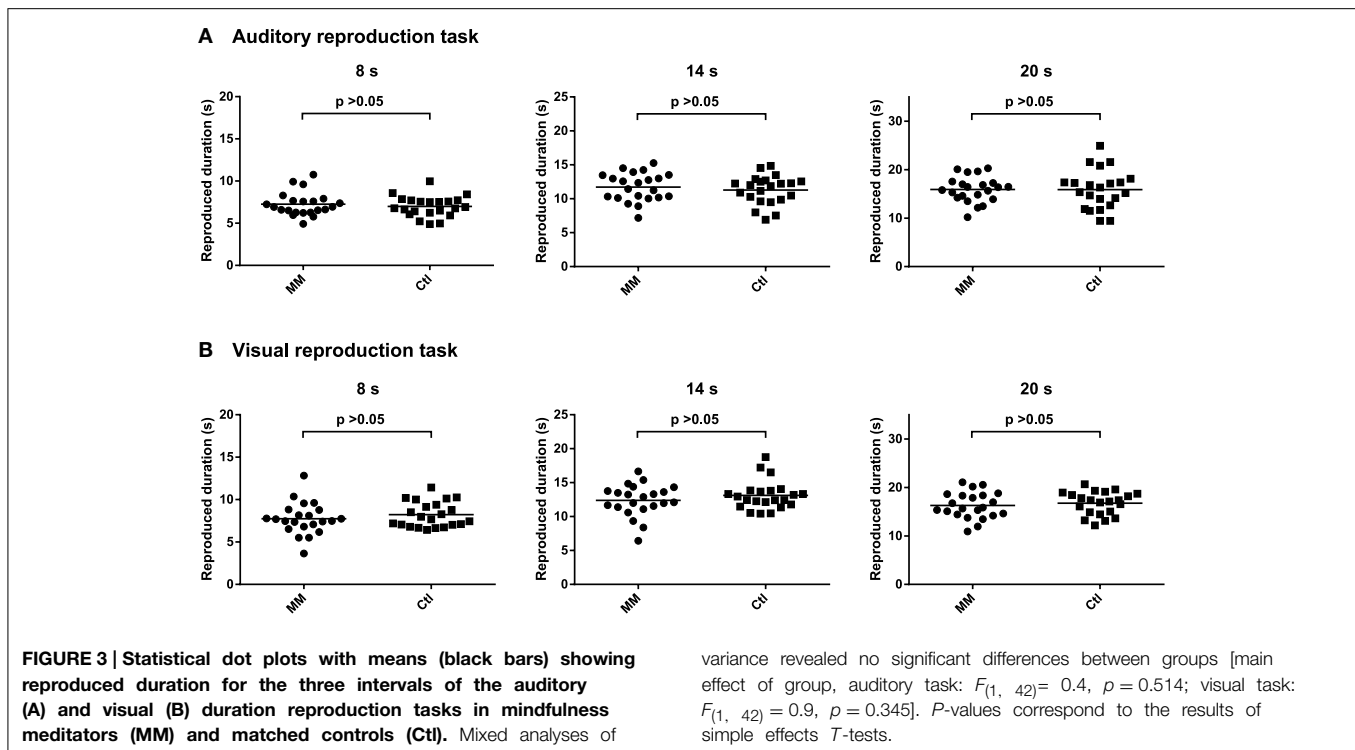 A Auditory reproduction task
8 s
Reproduced duration (s)
20
15
10
5
0
p >0.05
MM
Ctl
14 s
Reproduced duration (s)
25
20
15
10
5
0
p >0.05
MM
Ctl
20 s
Reproduced duration (s)
30
20
10
0
p >0.05
MM
Ctl
B Visual reproduction task
8 s
Reproduced duration (s)
20
15
10
5
0
p >0.05
MM
Ctl
14 s
Reproduced duration (s)
25
20
15
10
5
0
p >0.05
MM
Ctl
20 s
Reproduced duration (s)
30
20
10
0
p >0.05
MM
Ctl
FIGURE 3 | Statistical dot plots with means (black bars) showing
reproduced duration for the three intervals of the auditory
(A) and visual (B) duration reproduction tasks in mindfulness
meditators (MM) and matched controls (Ctl). Mixed analyses of
variance revealed no significant differences between groups [main
effect of group, auditory task: F(1, 42)= 0.4, p = 0.514; visual task:
F(1, 42) = 0.9, p = 0.345]. P-values correspond to the results of
simple effects T-tests.